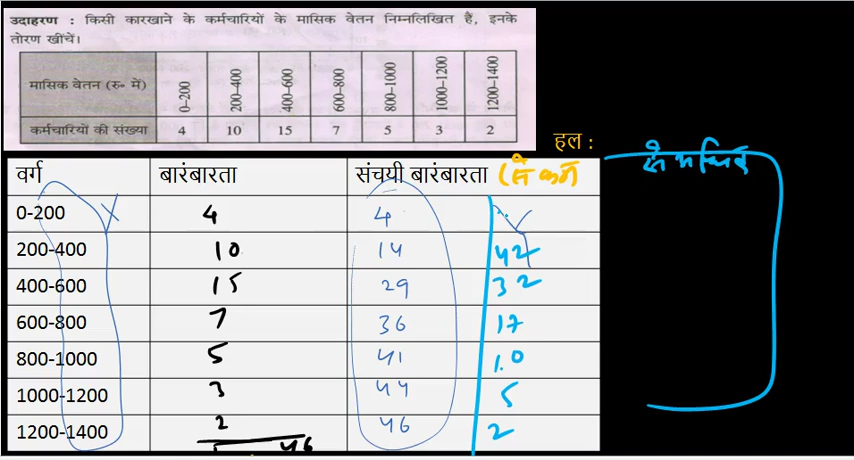 उदाहरण : किसी कारखाने के कर्मचारियों के मासिक वेतन निम्नलिखित हैं, इनके
तोरण खींचें।
मासिक वेतन (रु० में) 0–200 200–400 400–600 600–800 800–1000 1000–1200 1200–1400
कर्मचारियों की संख्या 4 10 15 7 5 3 2
हल :
से अधिक
वर्ग बारंबारता संचयी बारंबारता (से कम)
0-200 4 4
200-400 10 14 42
400-600 15 29 32
600-800 7 36 17
800-1000 5 41 10
1000-1200 3 44 5
1200-1400 2 46 2
46